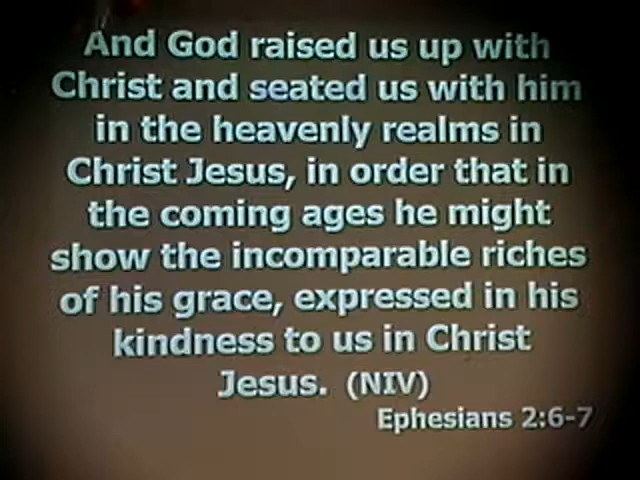 And God raised us up with
Christ and seated us with him
in the heavenly realms in
Christ Jesus, in order that in
the coming ages he might
show the incomparable riches
of his grace, expressed in his
kindness to us in Christ
Jesus. (NIV)
Ephesians 2:6-7